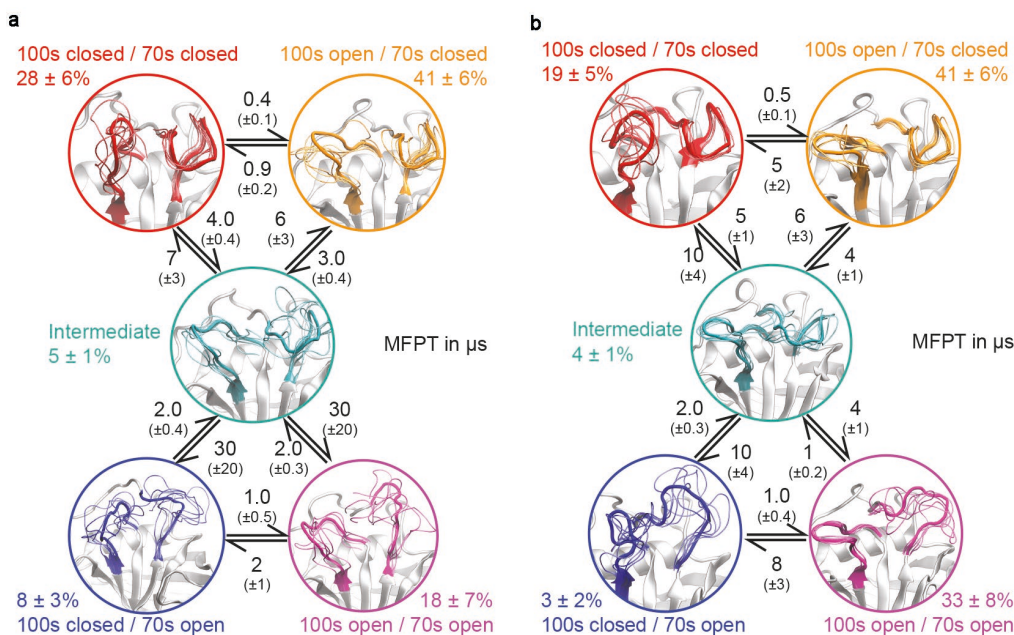 a
100s closed / 70s closed
28 ± 6%
100s open / 70s closed
41 ± 6%
0.4
(±0.1)
0.9
(±0.2)
4.0
(±0.4)
7
(±3)
6
(±3)
3.0
(±0.4)
Intermediate
5 ± 1%
MFPT in µs
2.0
(±0.4)
30
(±20)
30
(±20)
2.0
(±0.3)
1.0
(±0.5)
2
(±1)
8 ± 3%
100s closed / 70s open
18 ± 7%
100s open / 70s open
b
100s closed / 70s closed
19 ± 5%
100s open / 70s closed
41 ± 6%
0.5
(±0.1)
5
(±2)
5
(±1)
10
(±4)
6
(±3)
4
(±1)
Intermediate
4 ± 1%
MFPT in µs
2.0
(±0.3)
10
(±4)
4
(±1)
1
(±0.2)
1.0
(±0.4)
8
(±3)
3 ± 2%
100s closed / 70s open
33 ± 8%
100s open / 70s open